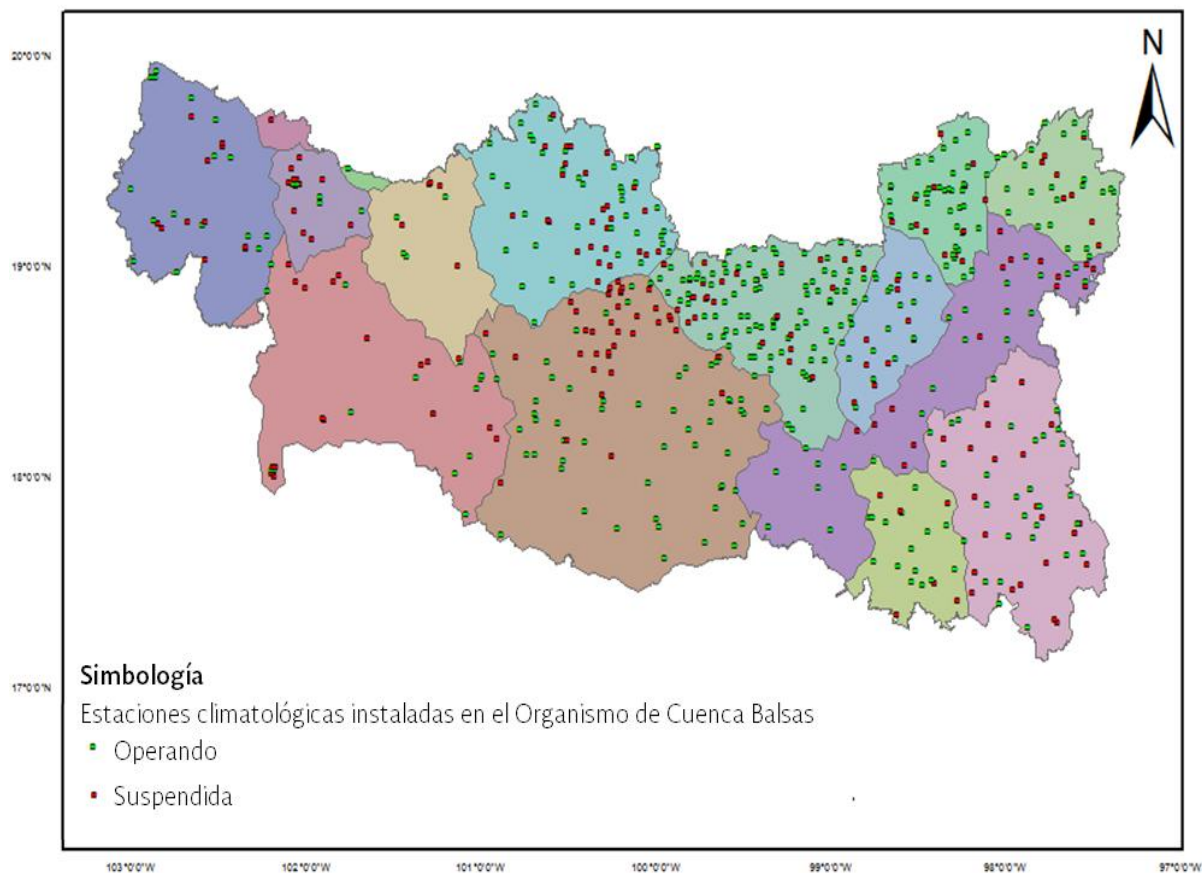 N
20°0'0"N
19°0'0"N
18°0'0"N
17°0'0"N
Simbología
Estaciones climatológicas instaladas en el Organismo de Cuenca Balsas
Operando
Suspendida
103°0'0"W 102°0'0"W 101°0'0"W 100°0'0"W 99°0'0"W 98°0'0"W 97°0'0"W